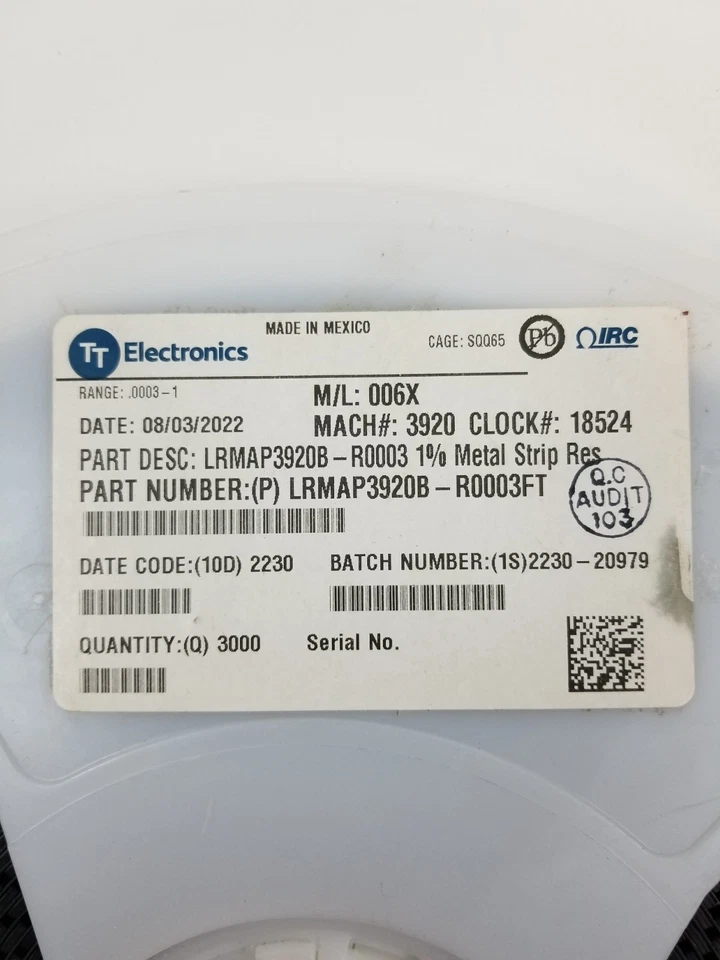 MADE IN MEXICO
TT Electronics
CAGE: SQQ65 Pb ΩIRC
RANGE: .0003-1
M/L: 006X
DATE: 08/03/2022 MACH#: 3920 CLOCK#: 18524
PART DESC: LRMAP3920B-R0003 1% Metal Strip Res
PART NUMBER:(P) LRMAP3920B-R0003FT
Q.C
AUDIT
103
DATE CODE:(10D) 2230 BATCH NUMBER:(1S)2230-20979
QUANTITY:(Q) 3000 Serial No.